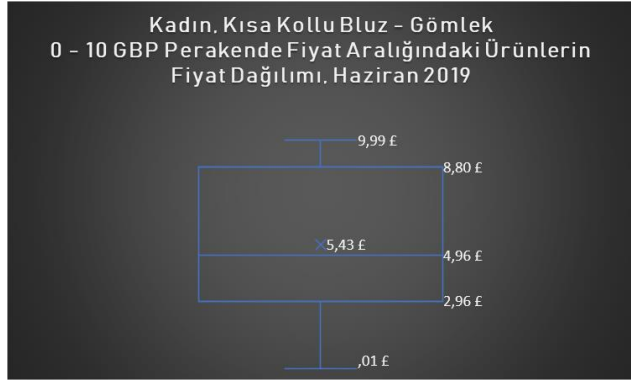 Kadın, Kısa Kollu Bluz – Gömlek
0 – 10 GBP Perakende Fiyat Aralığındaki Ürünlerin
Fiyat Dağılımı, Haziran 2019
9,99 £
8,80 £
5,43 £
4,96 £
2,96 £
,01 £